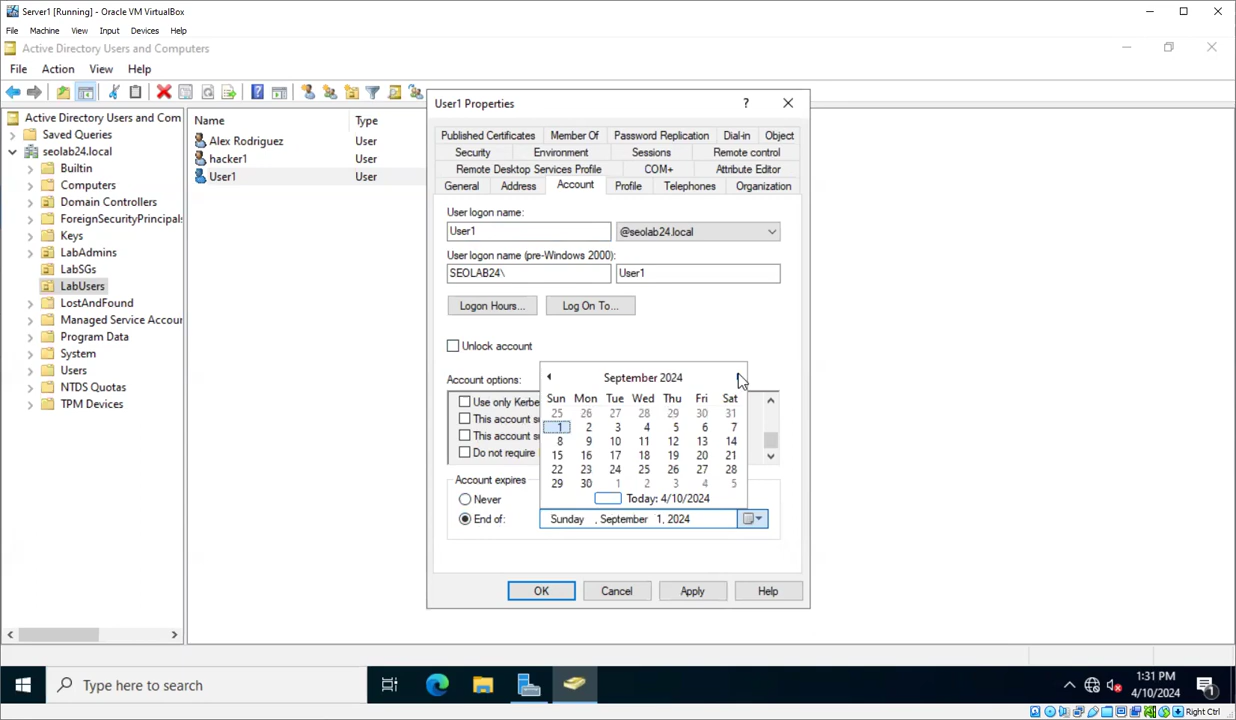 Server1 [Running] - Oracle VM VirtualBox
File Machine View Input Devices Help
Active Directory Users and Computers
File Action View Help
Active Directory Users and Com
Saved Queries
seolab24.local
Builtin
Computers
Domain Controllers
ForeignSecurityPrincipals
Keys
LabAdmins
LabSGs
LabUsers
LostAndFound
Managed Service Accour
Program Data
System
Users
NTDS Quotas
TPM Devices
Name Type
Alex Rodriguez User
hacker1 User
User1 User
User1 Properties ?
Published Certificates Member Of Password Replication Dial-in Object
Security Environment Sessions Remote control
Remote Desktop Services Profile COM+ Attribute Editor
General Address Account Profile Telephones Organization
User logon name:
User1 @seolab24.local
User logon name (pre-Windows 2000):
SEOLAB24\ User1
Logon Hours... Log On To...
Unlock account
Account options:
Use only Kerbe
This account s
This account s
Do not require
September 2024
Sun Mon Tue Wed Thu Fri Sat
25 26 27 28 29 30 31
1 2 3 4 5 6 7
8 9 10 11 12 13 14
15 16 17 18 19 20 21
22 23 24 25 26 27 28
29 30 1 2 3 4 5
Today: 4/10/2024
Account expires
Never
End of: Sunday , September 1, 2024
OK Cancel Apply Help
Type here to search
1:31 PM
4/10/2024
1
Right Ctrl